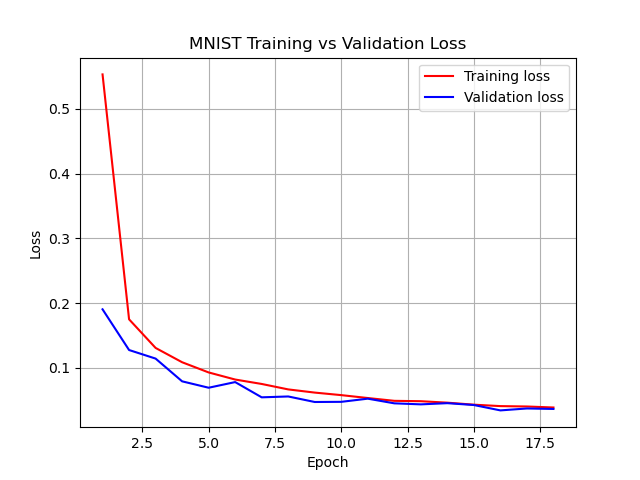 MNIST Training vs Validation Loss
Training loss
Validation loss
Loss
0.5
0.4
0.3
0.2
0.1
2.5 5.0 7.5 10.0 12.5 15.0 17.5
Epoch